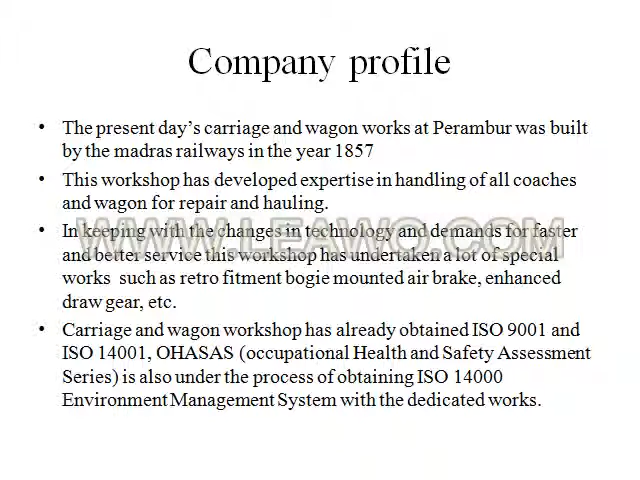 Company profile
• The present day's carriage and wagon works at Perambur was built
by the madras railways in the year 1857
• This workshop has developed expertise in handling of all coaches
and wagon for repair and hauling.
• In keeping with the changes in technology and demands for faster
and better service this workshop has undertaken a lot of special
works such as retro fitment bogie mounted air brake, enhanced
draw gear, etc.
• Carriage and wagon workshop has already obtained ISO 9001 and
ISO 14001, OHASAS (occupational Health and Safety Assessment
Series) is also under the process of obtaining ISO 14000
Environment Management System with the dedicated works.
WWW.LEAWO.COM